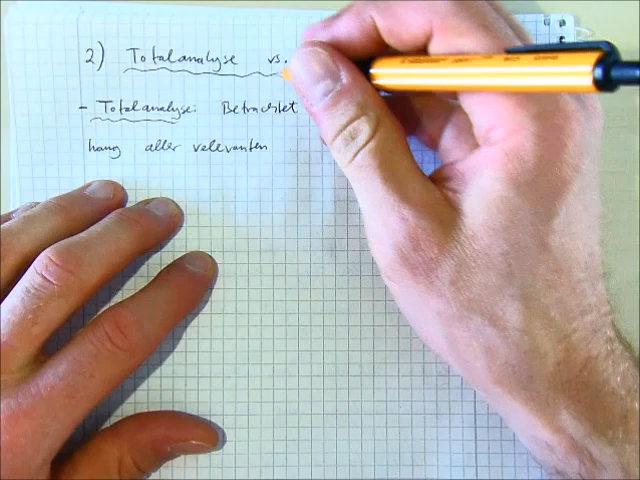 2) Totalanalyse vs.
- Totalanalyse: Betrachtet
hang aller relevanten